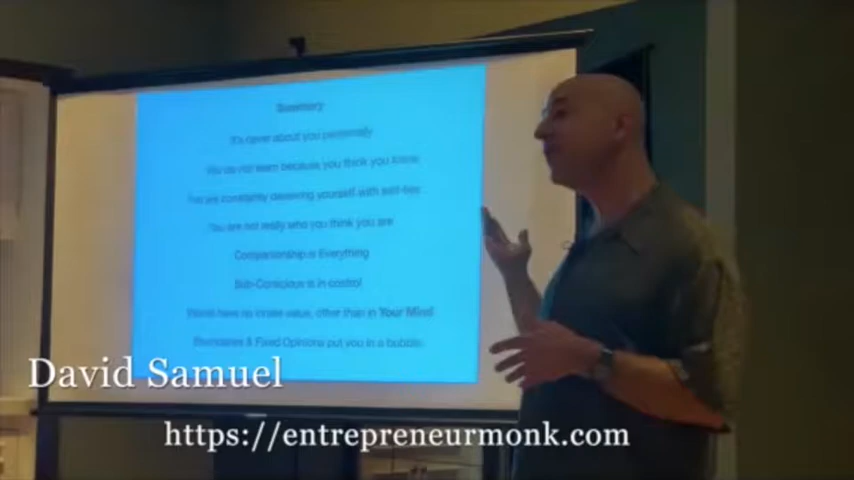 Summary
It's never about you personally
You do not learn because you think you know
You are constantly deceiving yourself with self-lies
You are not really who you think you are
Companionship is Everything
Sub-Conscious is in control
Words have no innate value, other than in Your Mind
& Fixed Opinions put you in a bubble
David Samuel
https://entrepreneurmonk.com